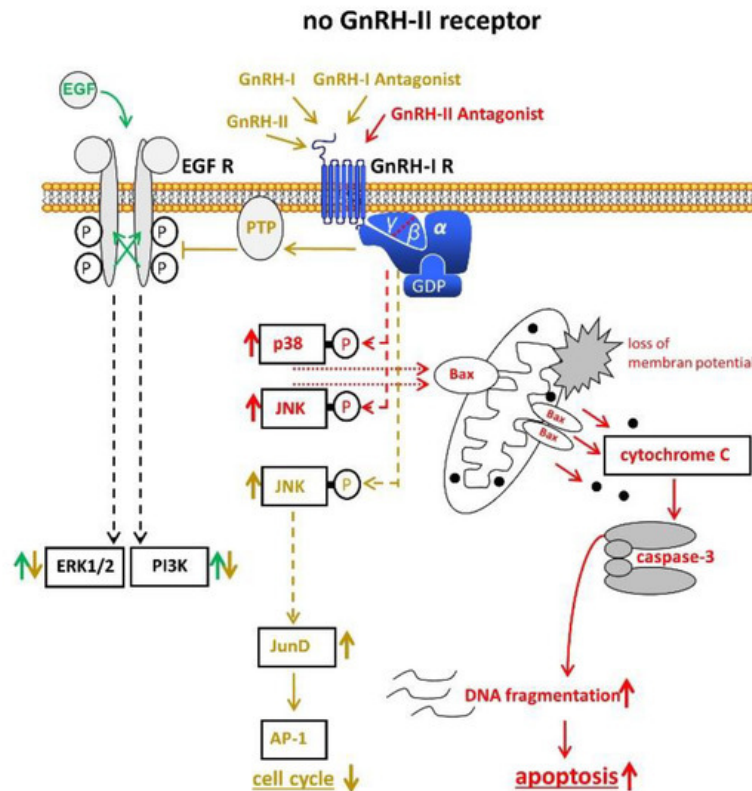 no GnRH-II receptor
GnRH-I
GnRH-I Antagonist
EGF
GnRH-II
GnRH-II Antagonist
EGF R
GnRH-I R
P
P
PTP
γ
β
α
P
P
GDP
p38
P
loss of
membran potential
Bax
JNK
P
Bax
Bax
cytochrome C
JNK
P
caspase-3
ERK1/2
PI3K
JunD
DNA fragmentation
AP-1
cell cycle
apoptosis